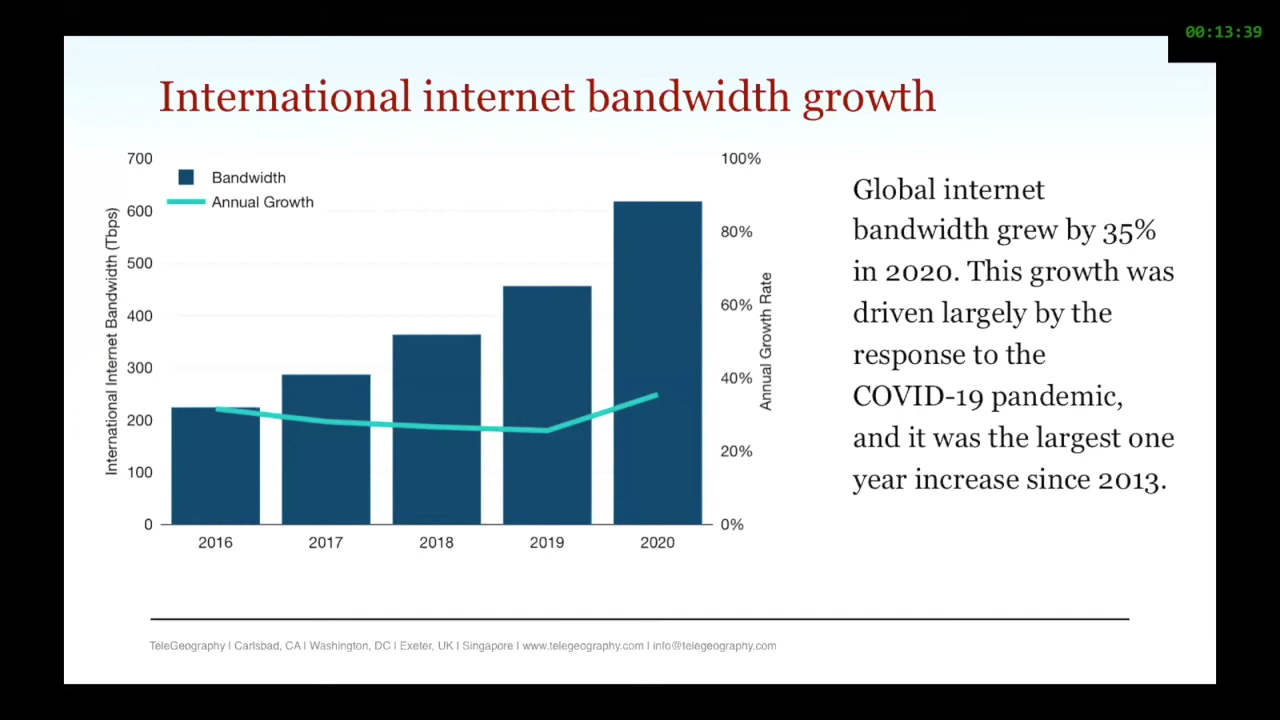 00:13:39
International internet bandwidth growth
700
600
500
400
300
200
100
0
International Internet Bandwidth (Tbps)
Bandwidth
Annual Growth
2016
2017
2018
2019
2020
100%
80%
60%
40%
20%
0%
Annual Growth Rate
Global internet
bandwidth grew by 35%
in 2020. This growth was
driven largely by the
response to the
COVID-19 pandemic,
and it was the largest one
year increase since 2013.
TeleGeography I Carlsbad, CA I Washington, DC I Exeter, UK I Singapore I www.telegeography.com I info@telegeography.com